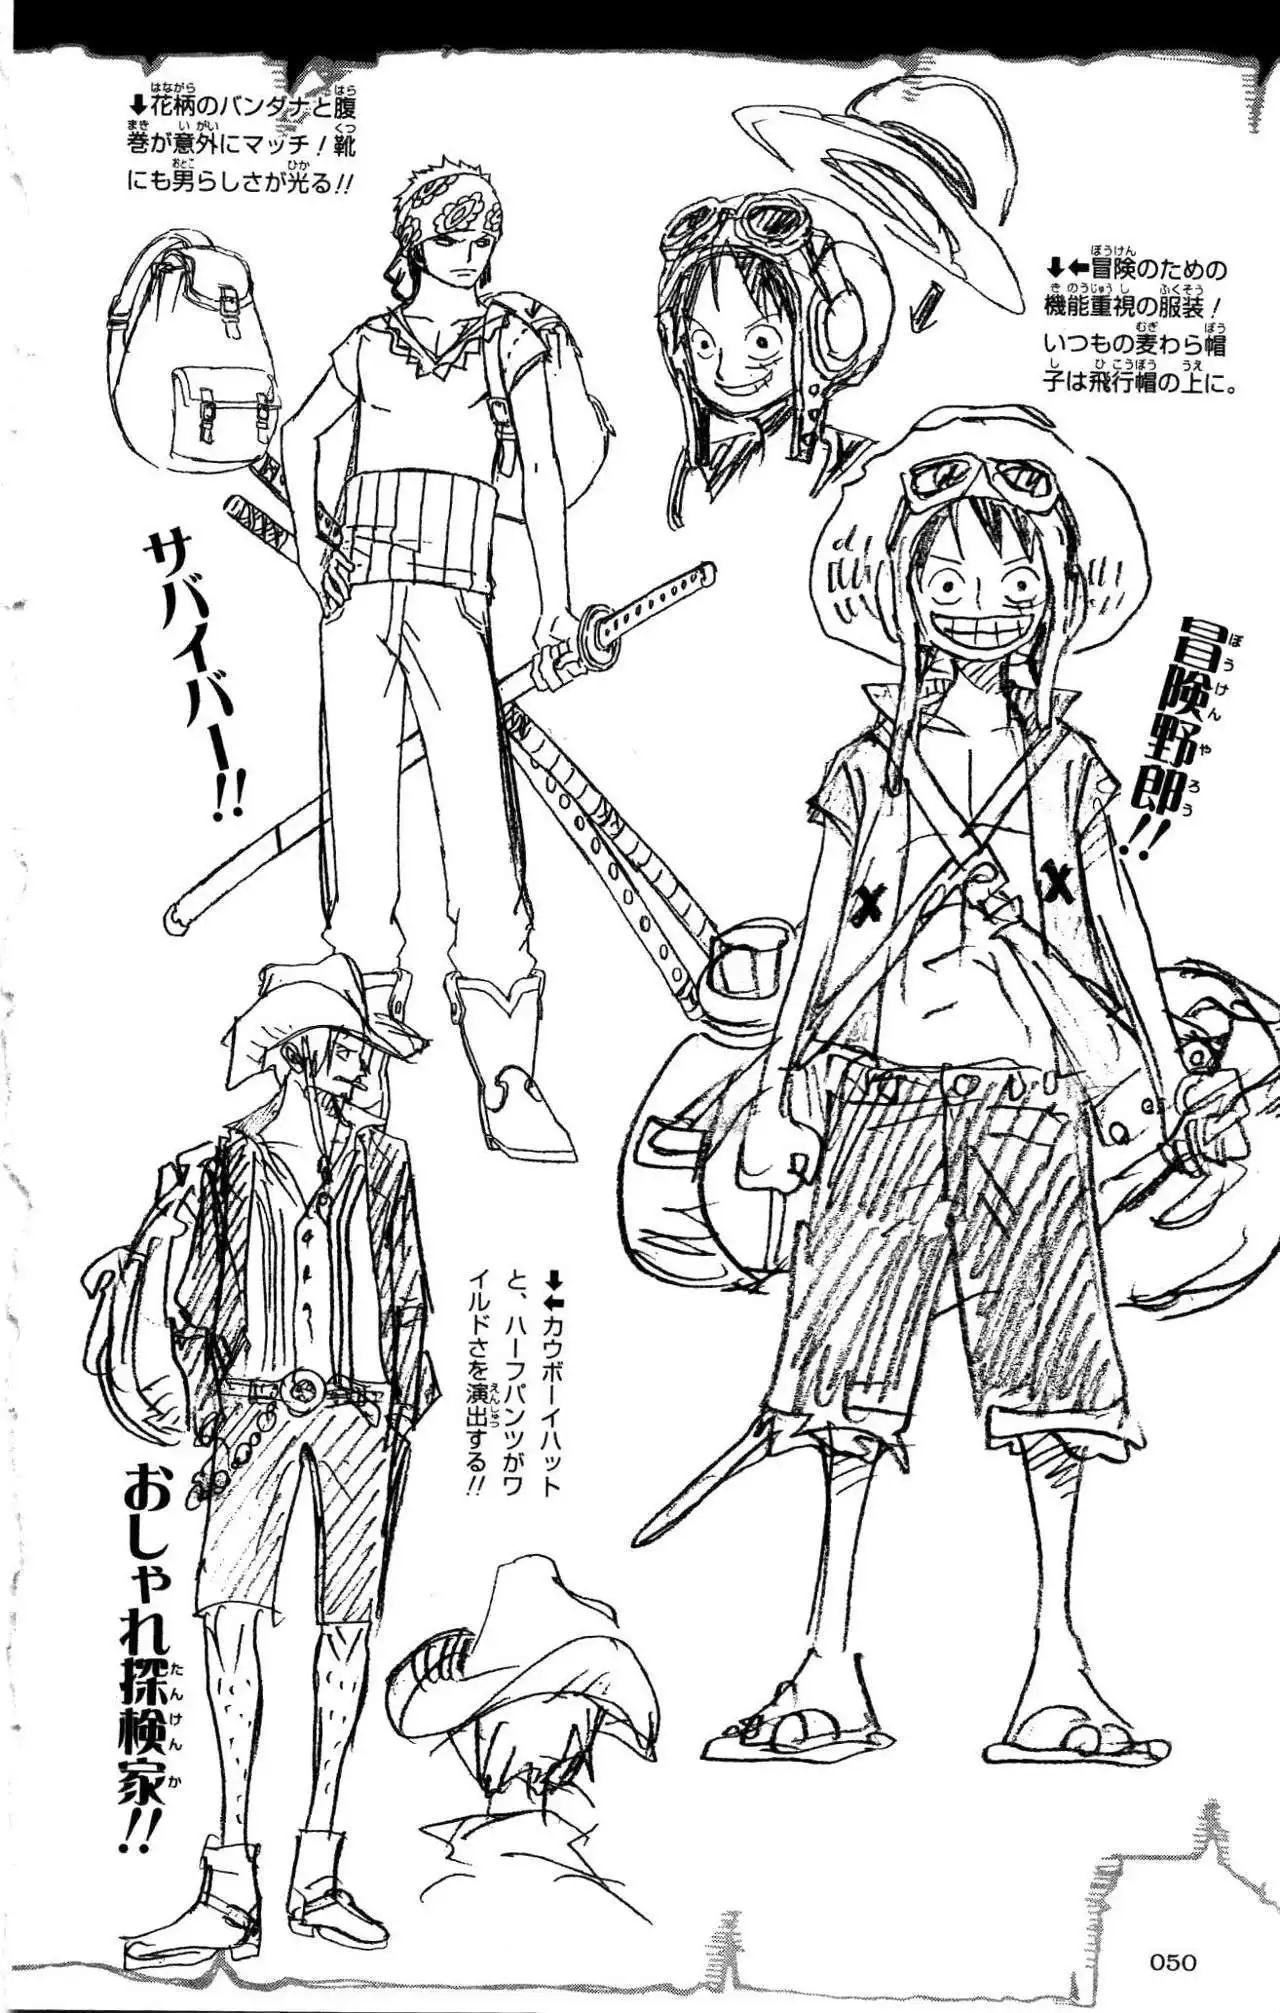 ⬇花柄のバンダナと腹
巻が意外にマッチ！靴
にも男らしさが光る!!
⬇⬅冒険のための
機能重視の服装！
いつもの麦わら帽
子は飛行帽の上に。
サバイバー!!
冒険野郎!!
⬇⬅カウボーイハット
と、ハーフパンツがワ
イルドさを演出する!!
おしゃれ探検家!!
050